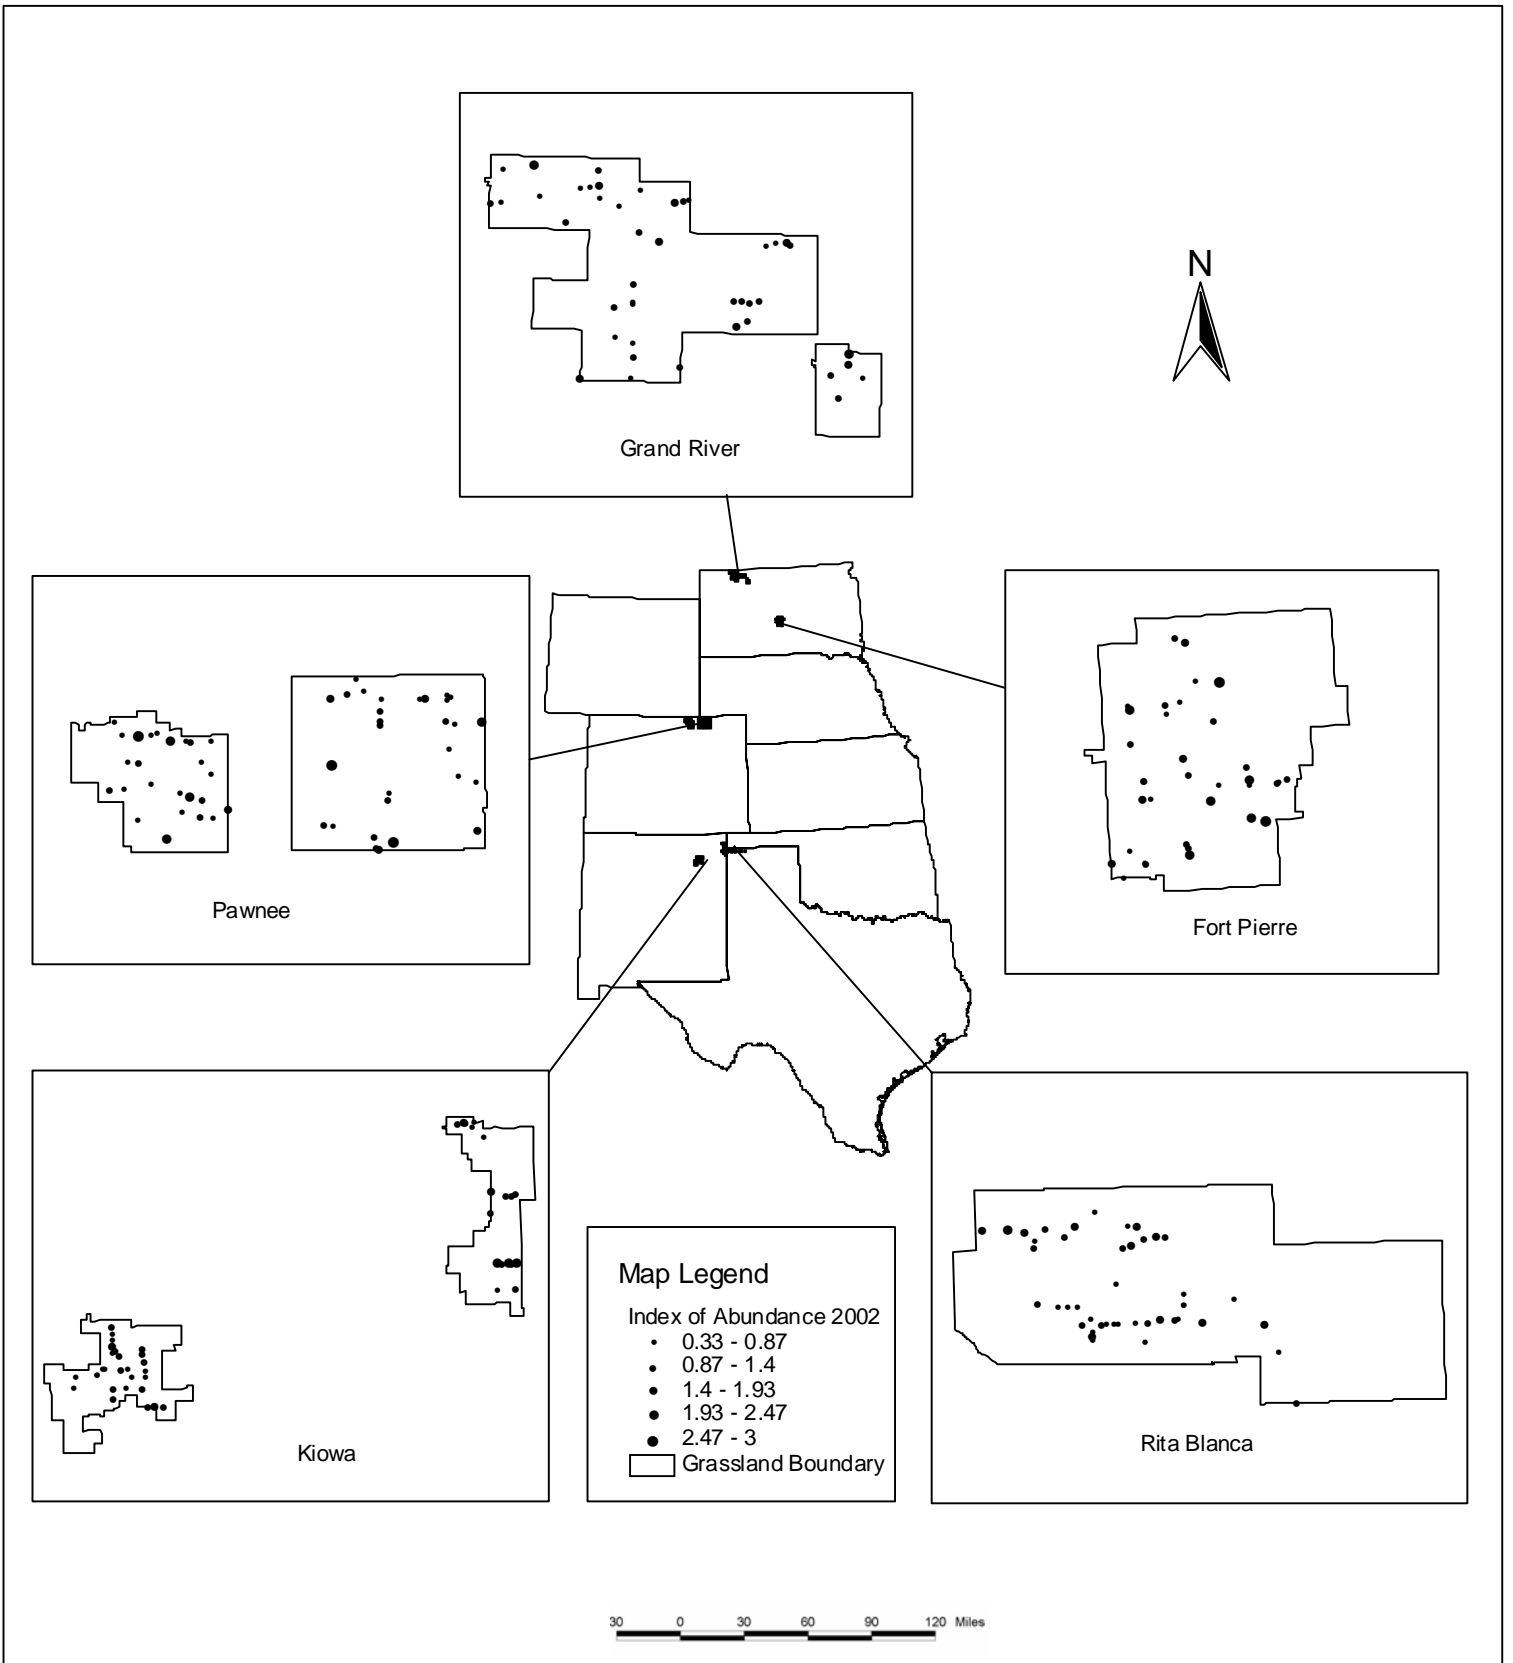 N
Grand River
Pawnee
Fort Pierre
Kiowa
Map Legend
Index of Abundance 2002
0.33 - 0.87
0.87 - 1.4
1.4 - 1.93
1.93 - 2.47
2.47 - 3
Grassland Boundary
Rita Blanca
30 0 30 60 90 120 Miles